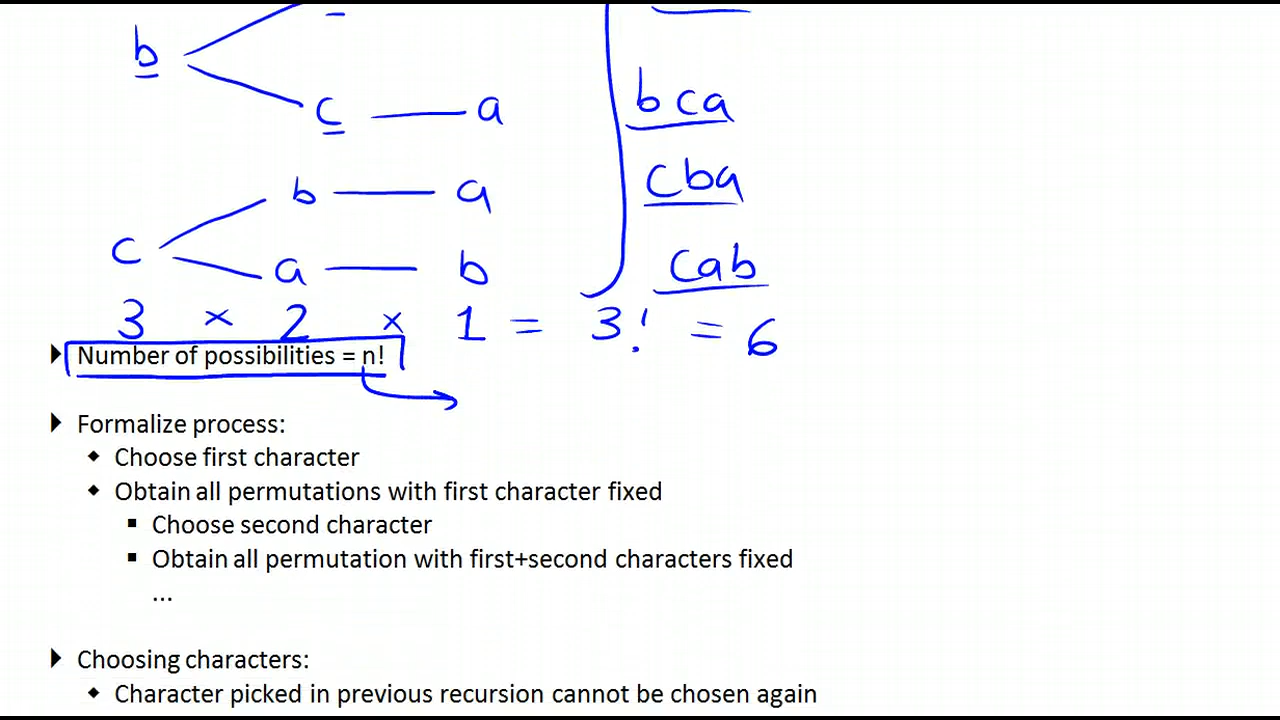 b
c — a
bca
b — a
cba
c
a — b
cab
3 × 2 × 1 = 3! = 6
Number of possibilities = n!
Formalize process:
Choose first character
Obtain all permutations with first character fixed
Choose second character
Obtain all permutation with first+second characters fixed
...
Choosing characters:
Character picked in previous recursion cannot be chosen again